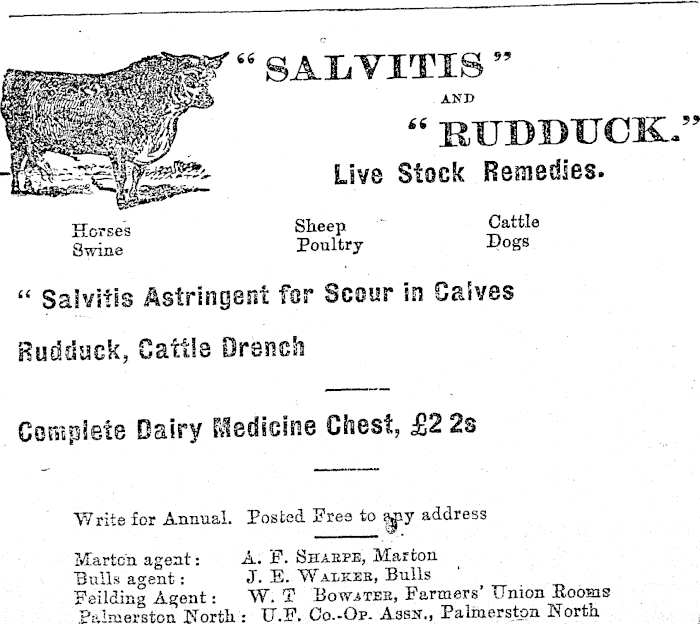 “ SALVITIS ”
AND
“ RUDDUCK.”
Live Stock Remedies.
Horses Sheep Cattle
Swine Poultry Dogs
“ Salvitis Astringent for Scour in Calves
Rudduck, Cattle Drench
Complete Dairy Medicine Chest, £2 2s
Write for Annual. Posted Free to any address
Marton agent : A. F. SHARPE, Marton
Bulls agent : J. E. WALKER, Bulls
Feilding Agent : W. T BOWATER, Farmers' Union Rooms
Palmerston North : U.F. Co.-Op. Assn., Palmerston North